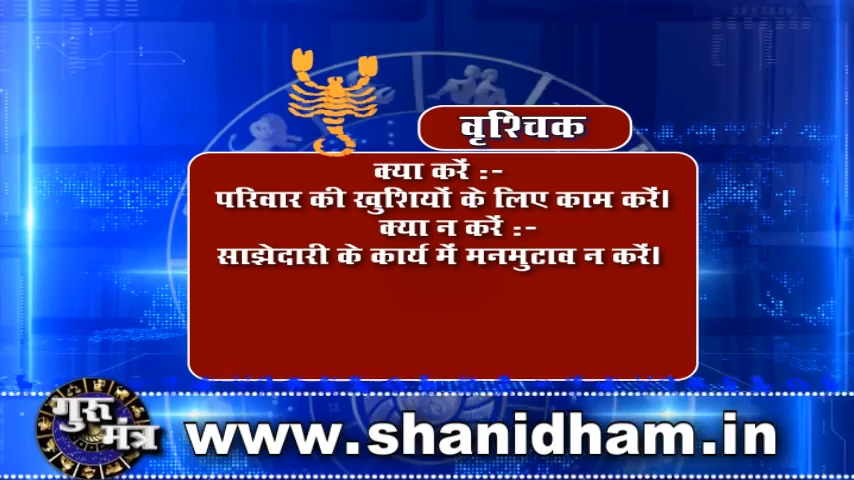 वृश्चिक
क्या करें :-
परिवार की खुशियों के लिए काम करें।
क्या न करें :-
साझेदारी के कार्य में मनमुटाव न करें।
गुरू
मंत्र
www.shanidham.in